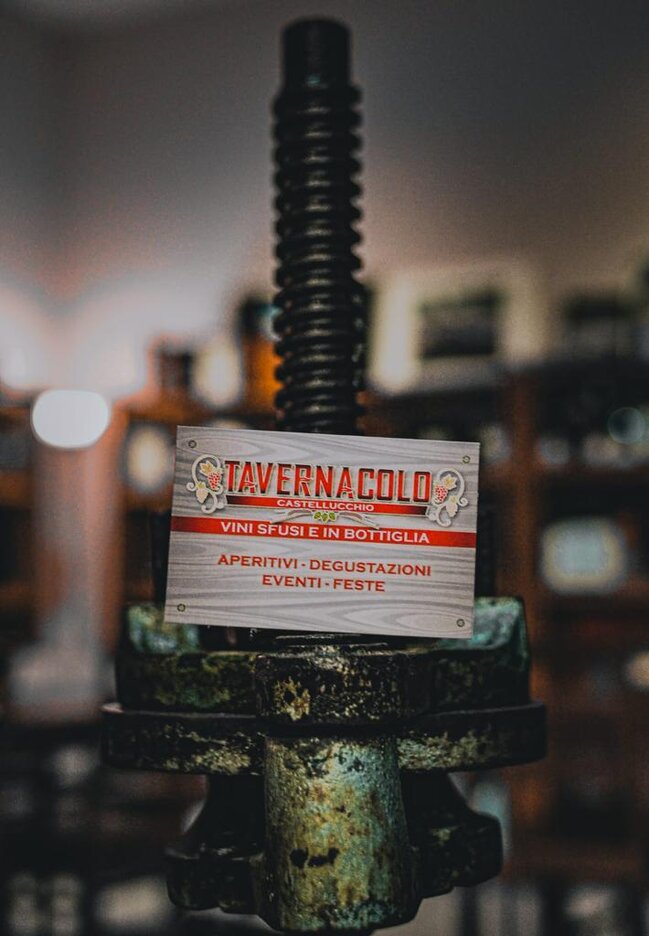 TAVERNACOLO
CASTELLUCCHIO
VINI SFUSI E IN BOTTIGLIA
APERITIVI - DEGUSTAZIONI
EVENTI - FESTE